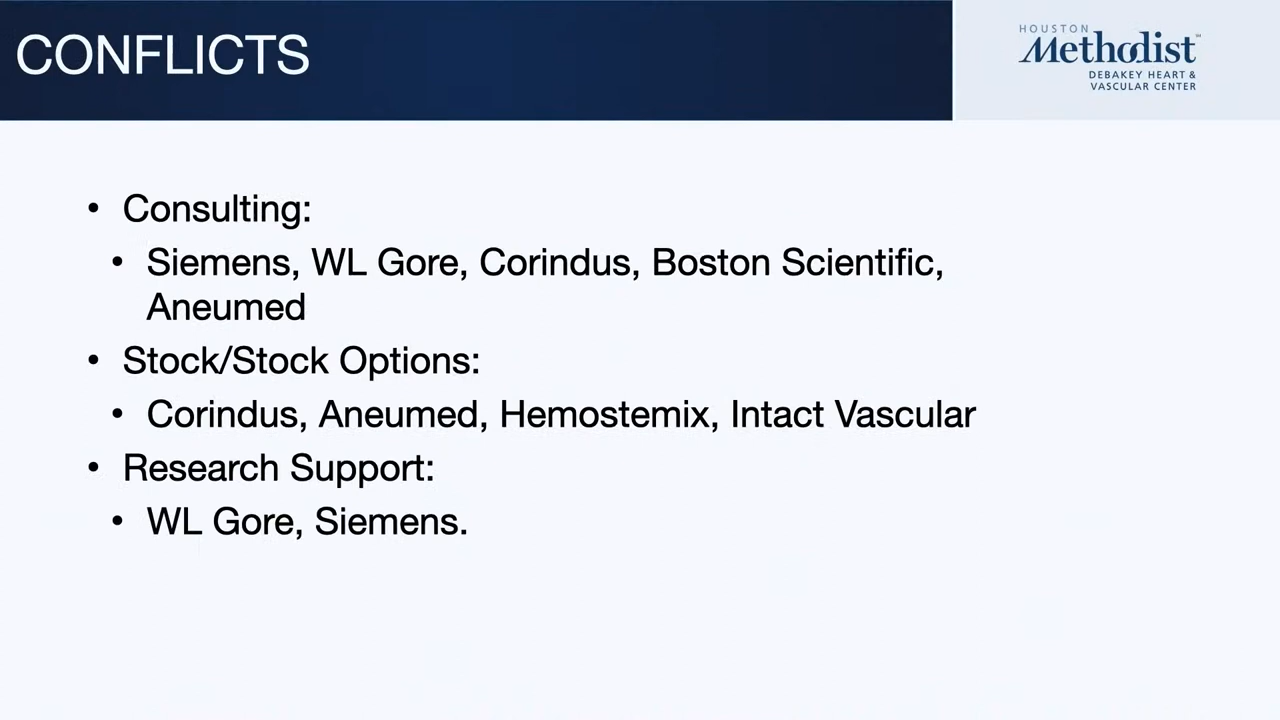 CONFLICTS
HOUSTON
Methodist
DEBAKEY HEART &
VASCULAR CENTER
• Consulting:
• Siemens, WL Gore, Corindus, Boston Scientific,
Aneumed
• Stock/Stock Options:
• Corindus, Aneumed, Hemostemix, Intact Vascular
• Research Support:
• WL Gore, Siemens.